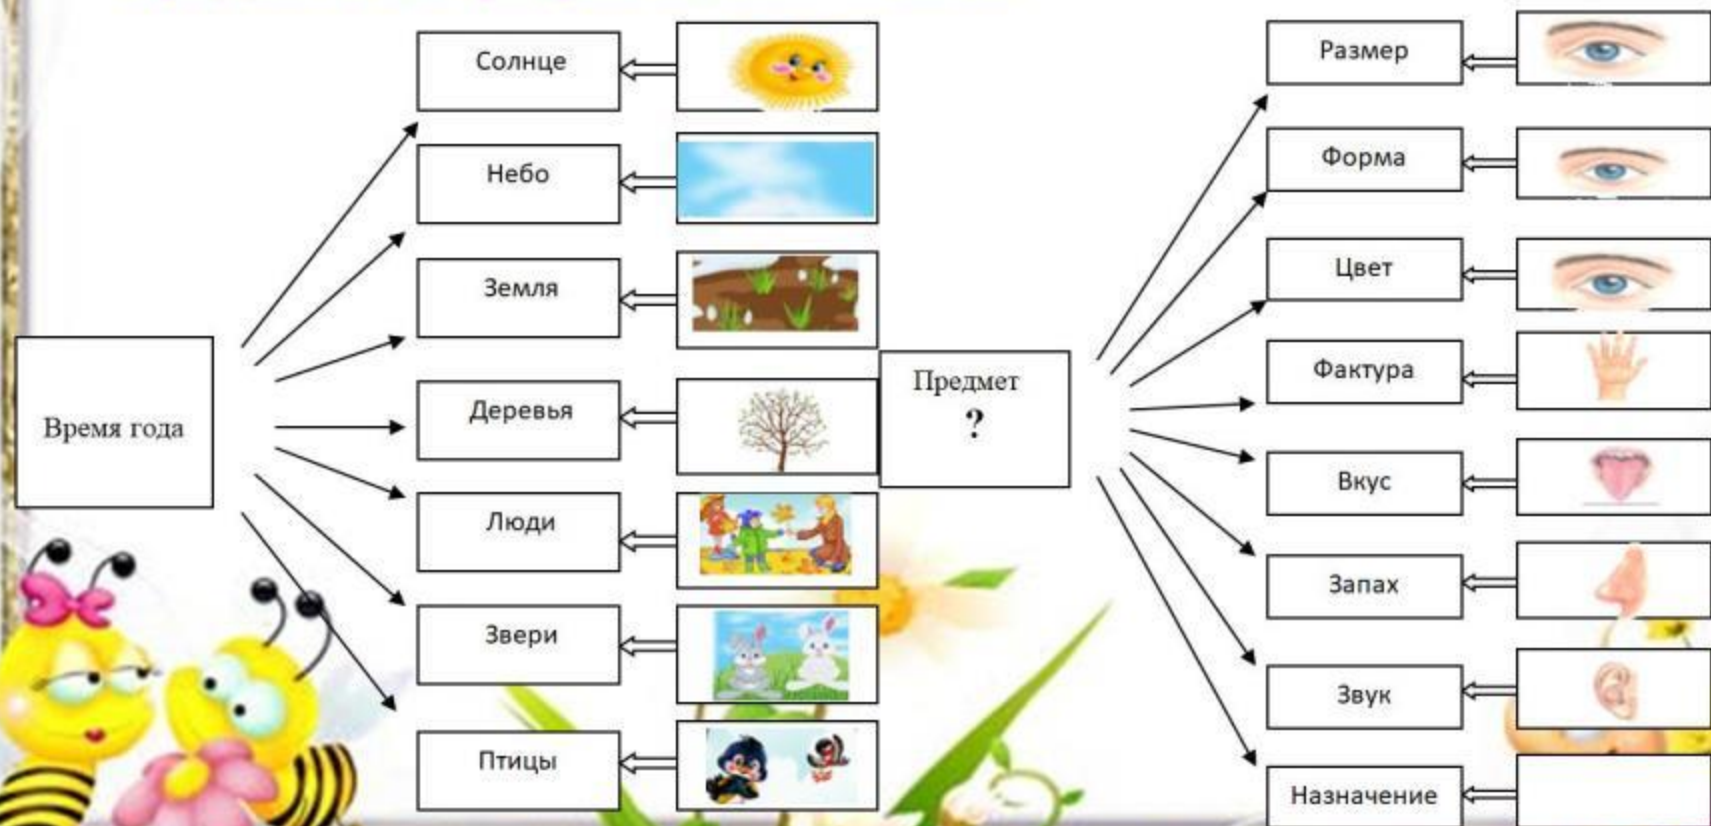 Время года
Солнце
Небо
Земля
Деревья
Люди
Звери
Птицы
Предмет
?
Размер
Форма
Цвет
Фактура
Вкус
Запах
Звук
Назначение